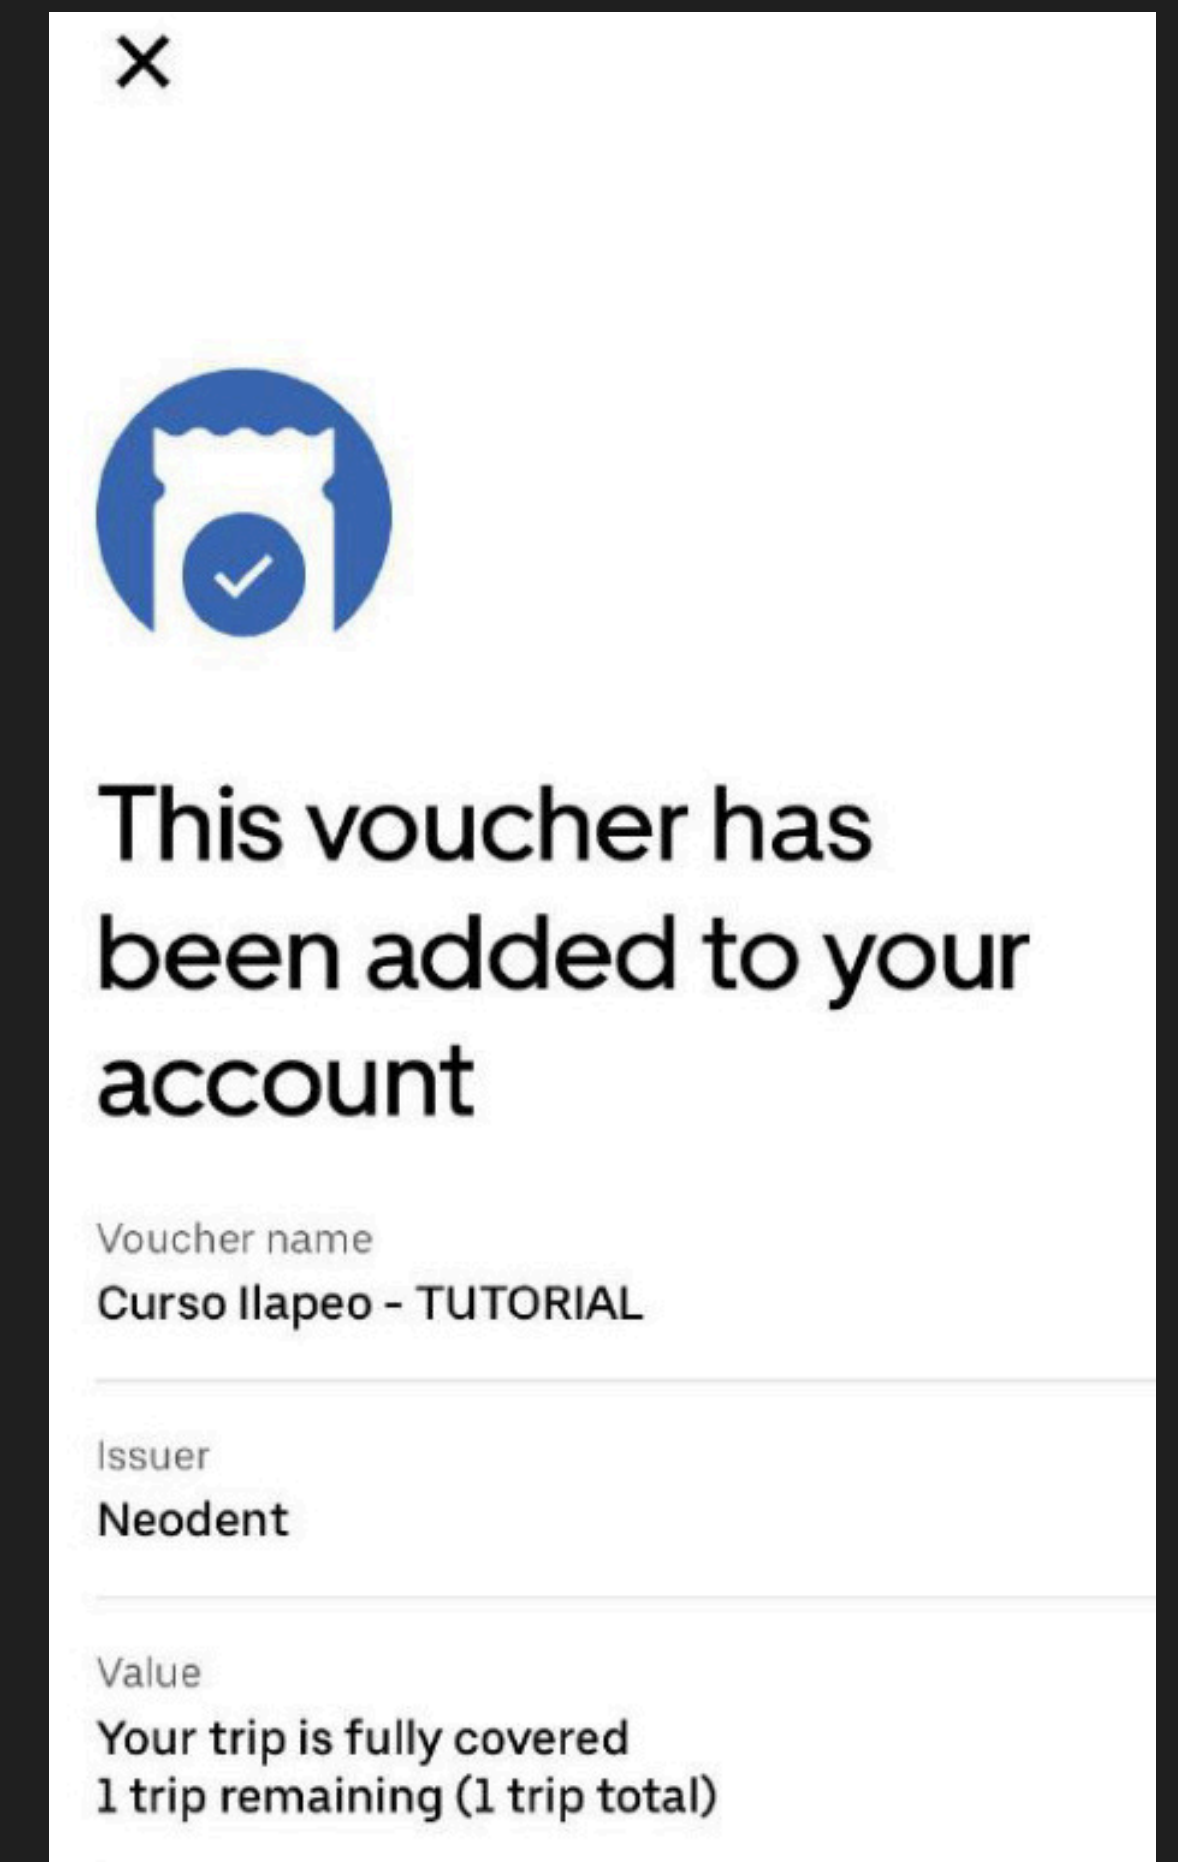 This voucher has
been added to your
account
Voucher name
Curso Ilapeo - TUTORIAL
Issuer
Neodent
Value
Your trip is fully covered
1 trip remaining (1 trip total)